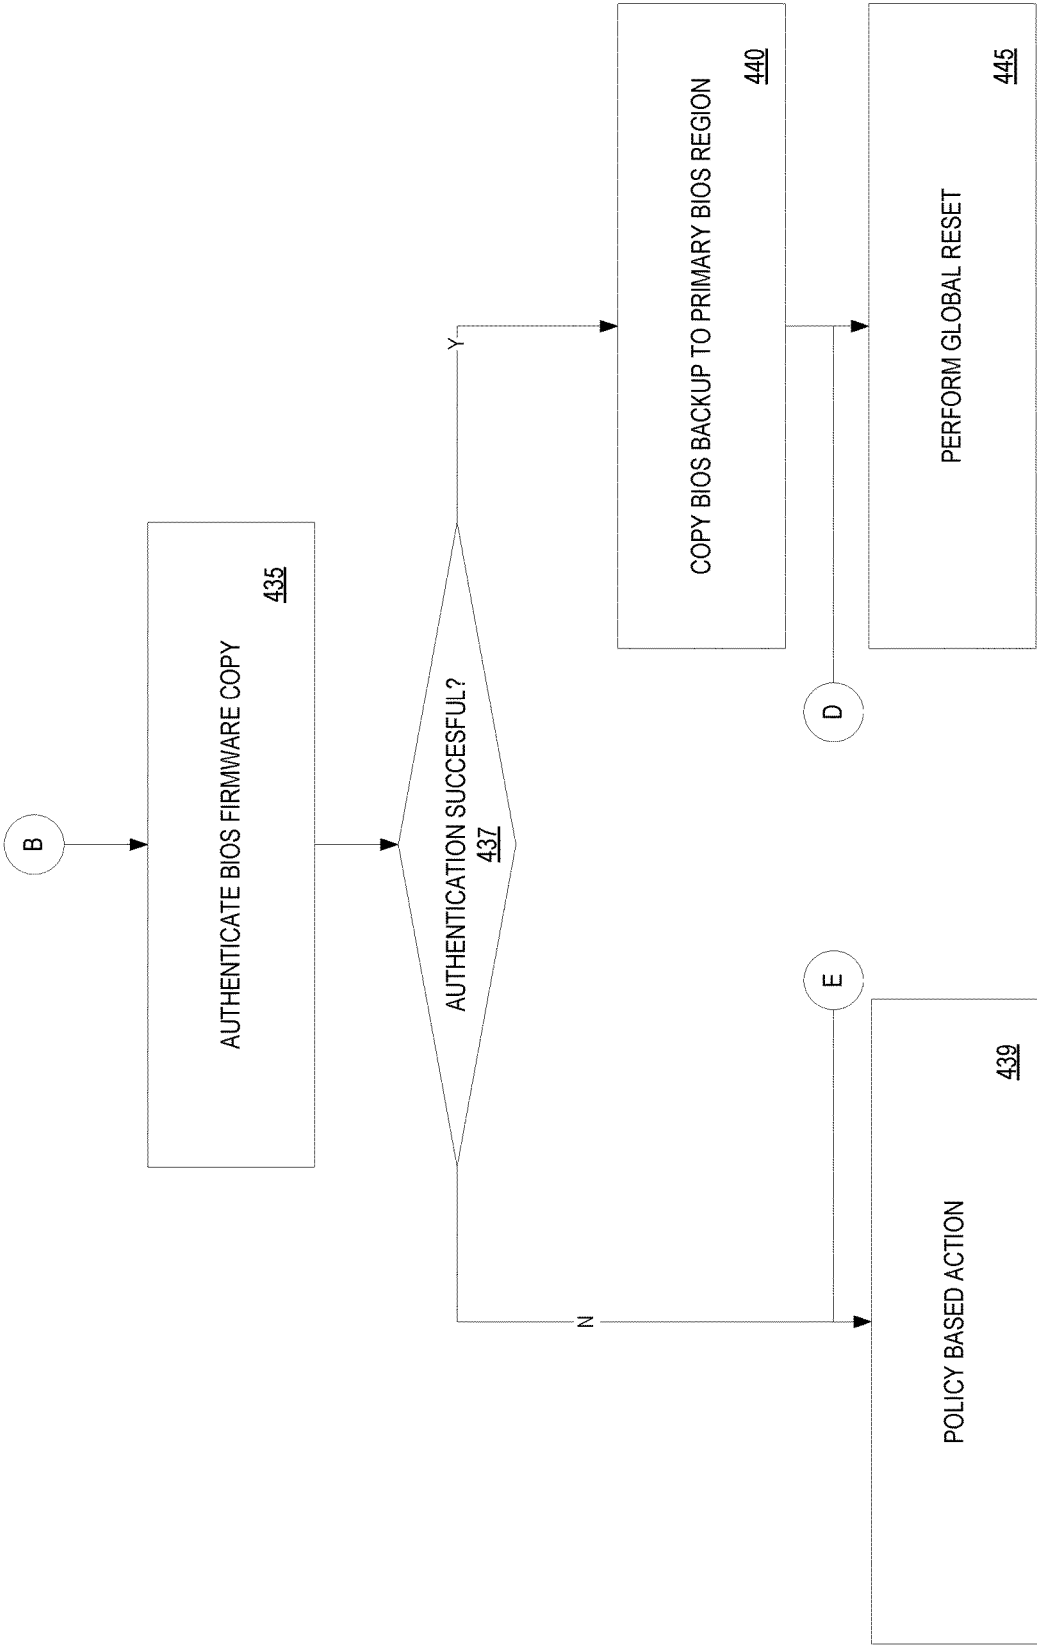 B
AUTHENTICATE BIOS FIRMWARE COPY
435
AUTHENTICATION SUCCESFUL?
437
N
Y
COPY BIOS BACKUP TO PRIMARY BIOS REGION
440
E
D
POLICY BASED ACTION
439
PERFORM GLOBAL RESET
445